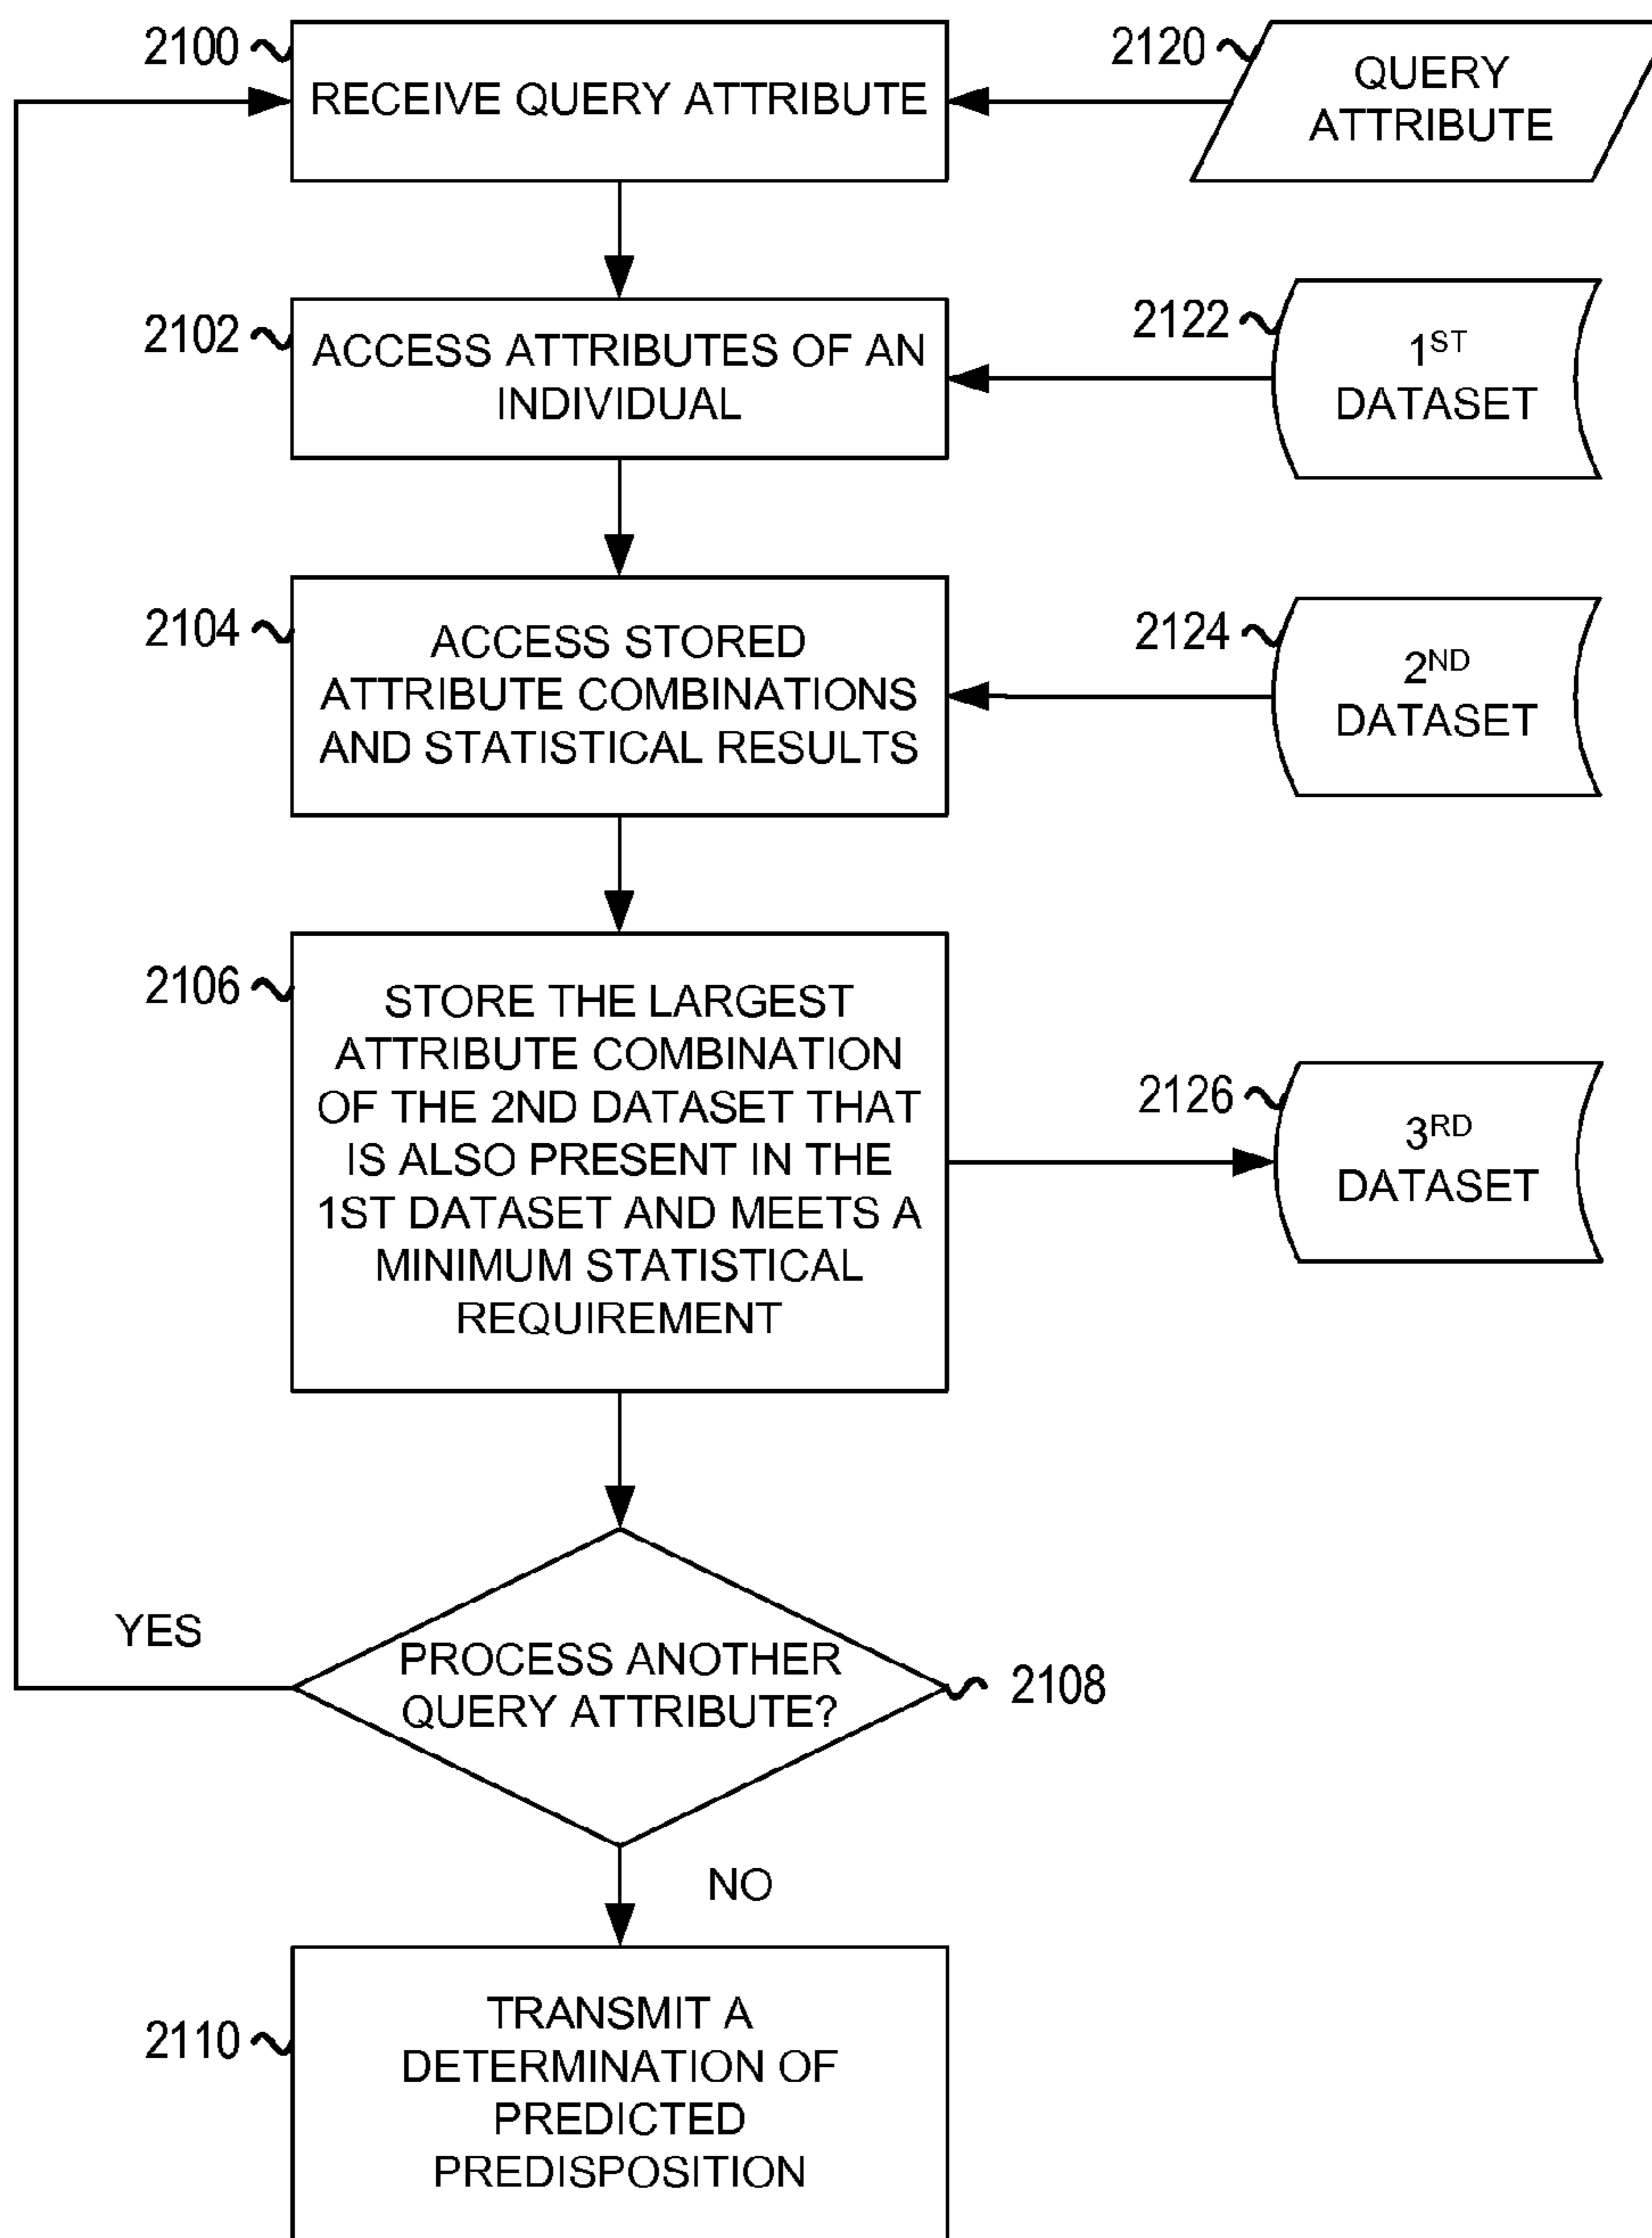 2100
RECEIVE QUERY ATTRIBUTE
2120
QUERY
ATTRIBUTE
2102
ACCESS ATTRIBUTES OF AN
INDIVIDUAL
2122
1ST
DATASET
2104
ACCESS STORED
ATTRIBUTE COMBINATIONS
AND STATISTICAL RESULTS
2124
2ND
DATASET
2106
STORE THE LARGEST
ATTRIBUTE COMBINATION
OF THE 2ND DATASET THAT
IS ALSO PRESENT IN THE
1ST DATASET AND MEETS A
MINIMUM STATISTICAL
REQUIREMENT
2126
3RD
DATASET
YES
PROCESS ANOTHER
QUERY ATTRIBUTE?
2108
NO
2110
TRANSMIT A
DETERMINATION OF
PREDICTED
PREDISPOSITION